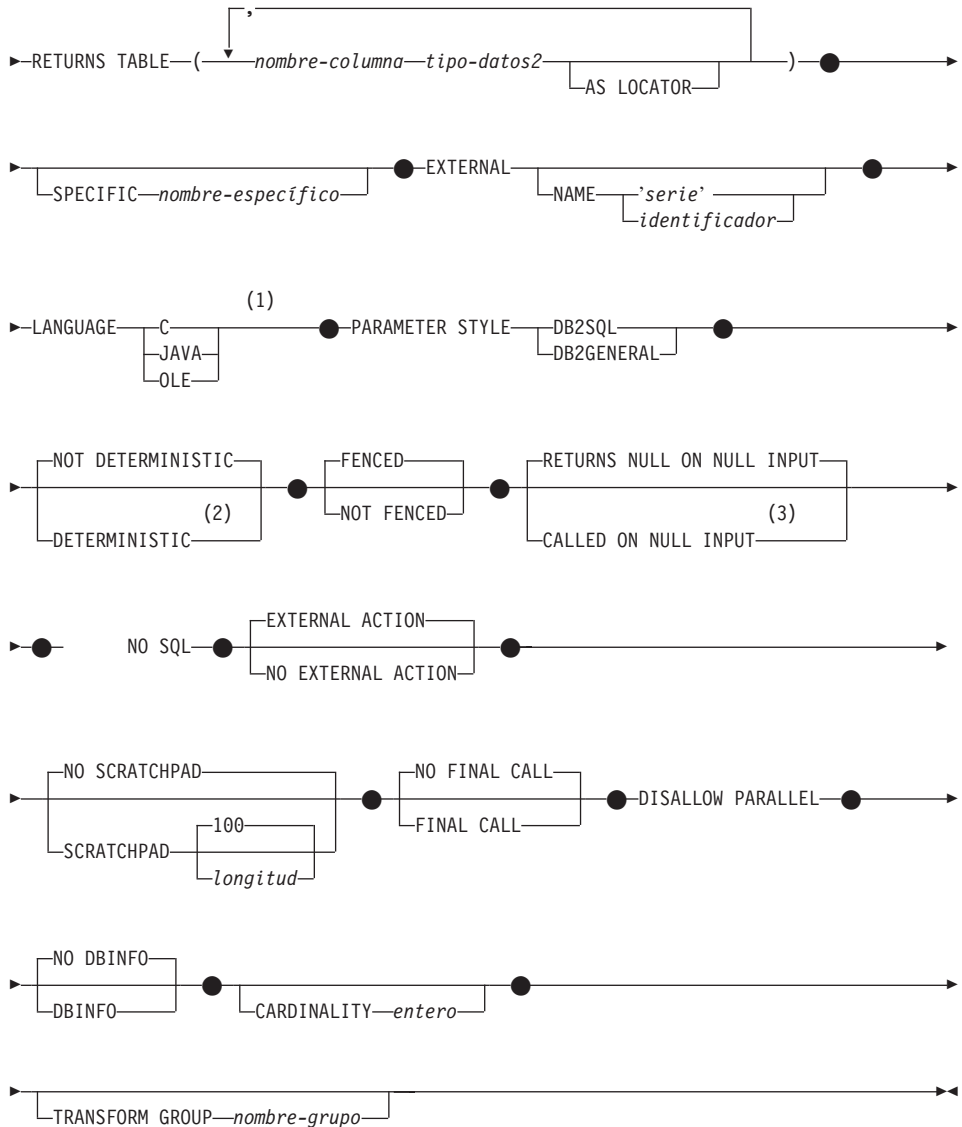 ,
RETURNS TABLE ( nombre-columna tipo-datos2 )
AS LOCATOR
SPECIFIC nombre-específico EXTERNAL NAME 'serie'
identificador
(1)
LANGUAGE C PARAMETER STYLE DB2SQL
JAVA DB2GENERAL
OLE
NOT DETERMINISTIC FENCED RETURNS NULL ON NULL INPUT
NOT FENCED
(2) (3)
DETERMINISTIC CALLED ON NULL INPUT
EXTERNAL ACTION
NO SQL
NO EXTERNAL ACTION
NO SCRATCHPAD NO FINAL CALL
DISALLOW PARALLEL
100 FINAL CALL
SCRATCHPAD
longitud
NO DBINFO
DBINFO CARDINALITY entero
TRANSFORM GROUP nombre-grupo